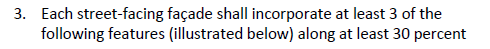 3. Each street-facing façade shall incorporate at least 3 of the
following features (illustrated below) along at least 30 percent